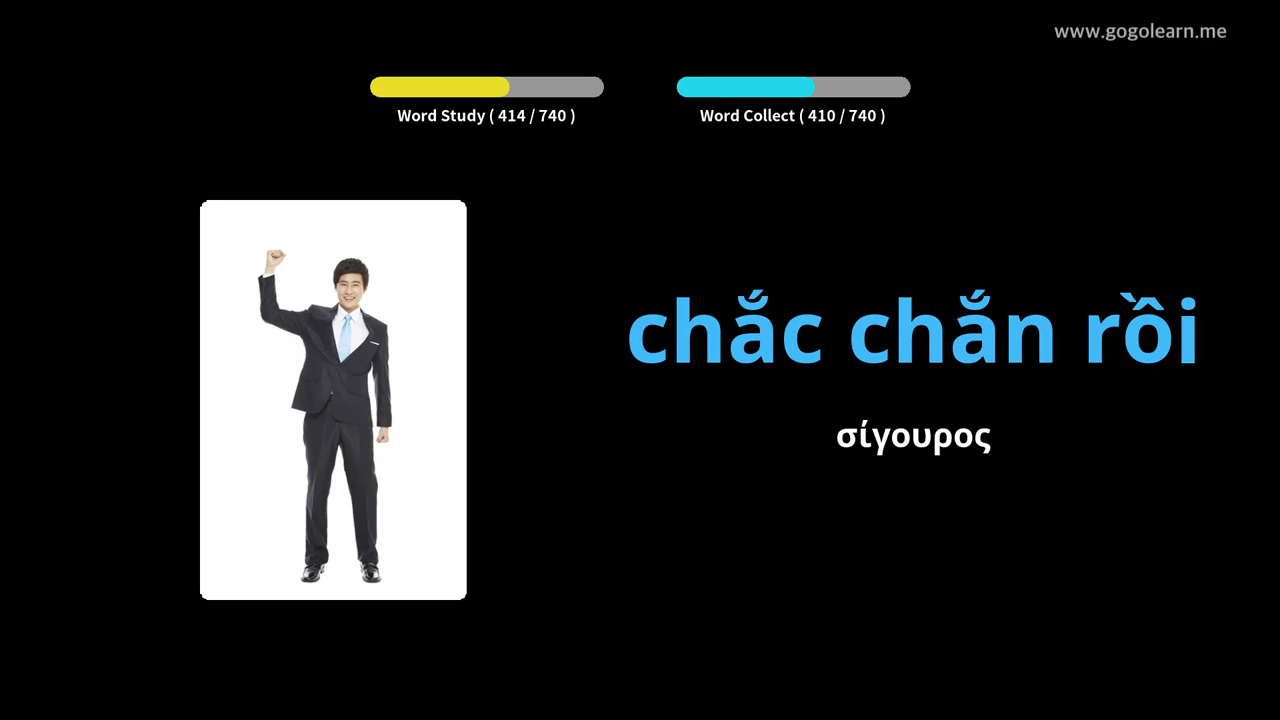 www.gogolearn.me
Word Study ( 414 / 740 )
Word Collect ( 410 / 740 )
chắc chắn rồi
σίγουρος